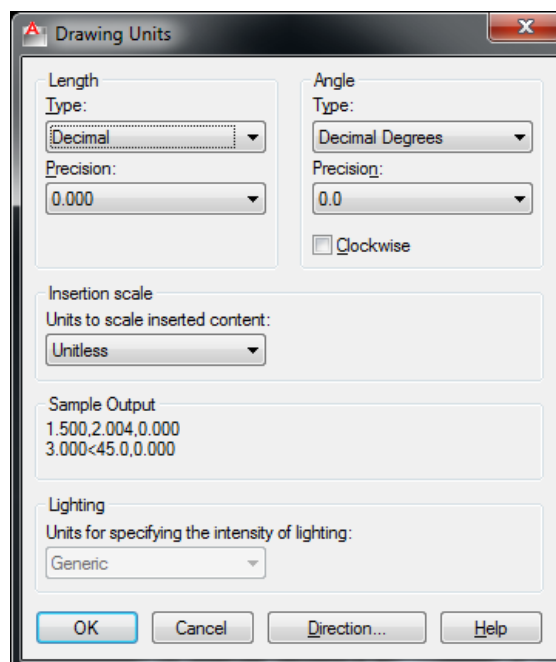 Drawing Units
Length
Type:
Decimal
Precision:
0.000
Angle
Type:
Decimal Degrees
Precision:
0.0
Clockwise
Insertion scale
Units to scale inserted content:
Unitless
Sample Output
1.500,2.004,0.000
3.000<45.0,0.000
Lighting
Units for specifying the intensity of lighting:
Generic
OK Cancel Direction... Help